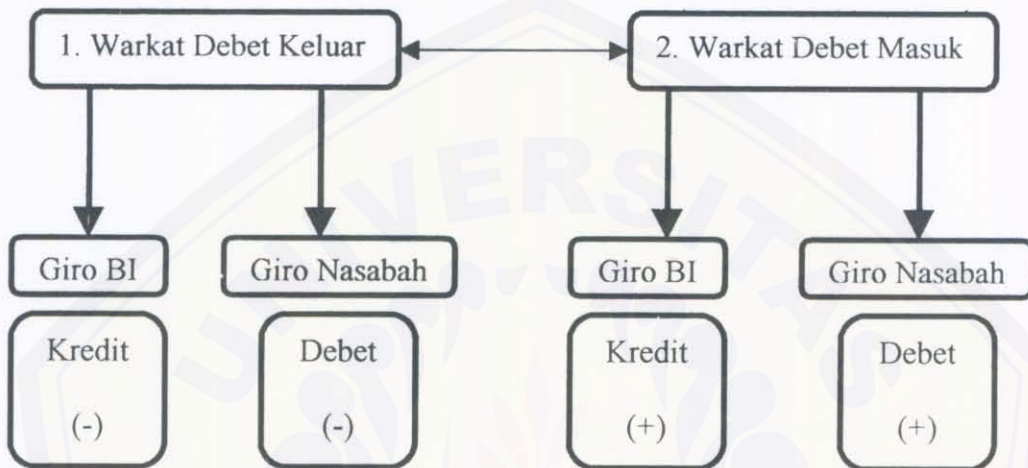 1. Warkat Debet Keluar
2. Warkat Debet Masuk
Giro BI
Giro Nasabah
Giro BI
Giro Nasabah
Kredit
Debet
Kredit
Debet
(-)
(-)
(+)
(+)
UNIVERSITAS